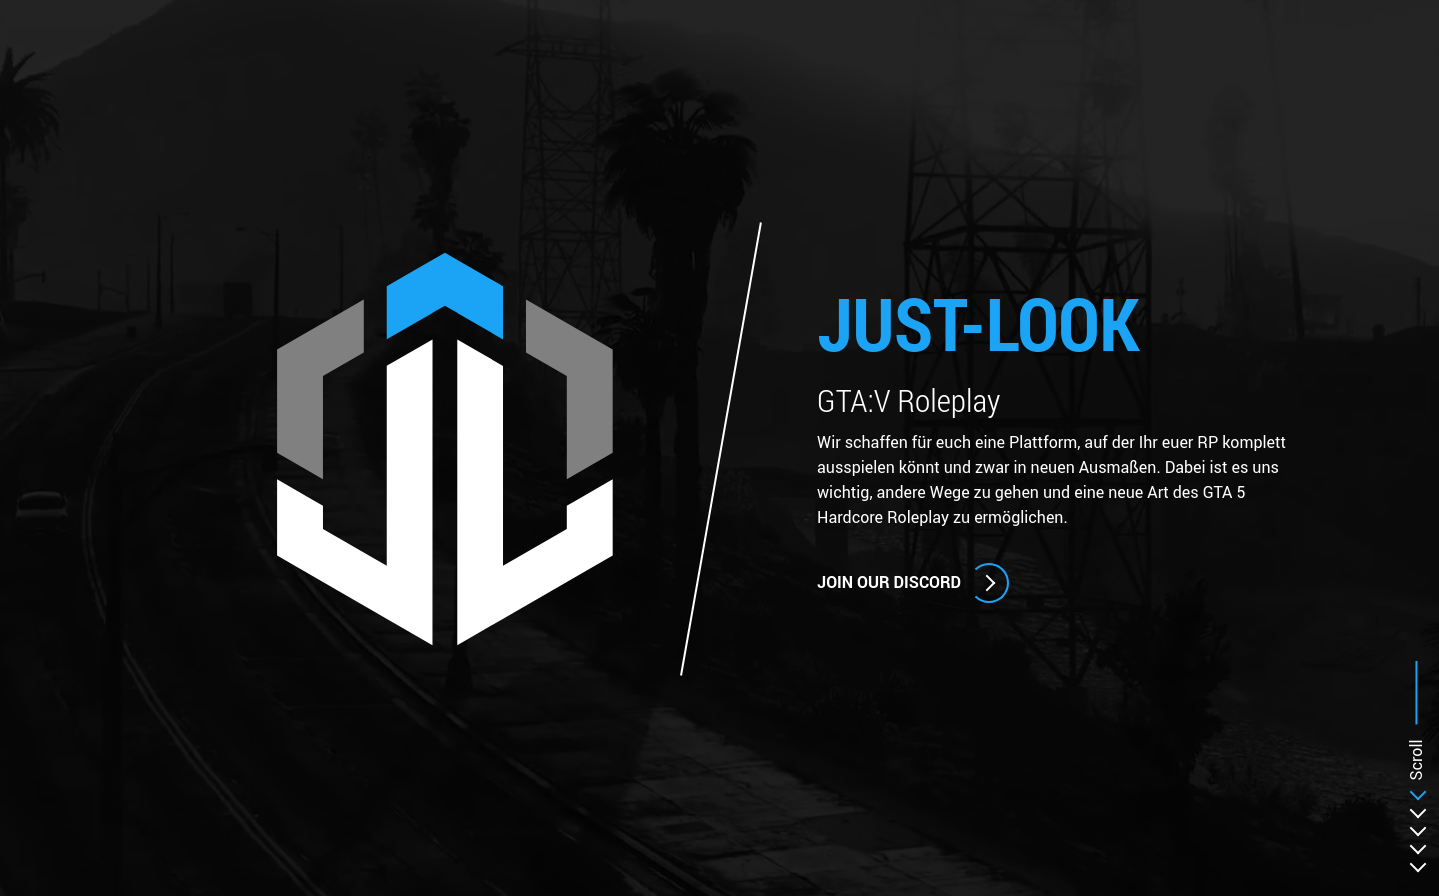 JUST-LOOK
GTA:V Roleplay
Wir schaffen für euch eine Plattform, auf der Ihr euer RP komplett
ausspielen könnt und zwar in neuen Ausmaßen. Dabei ist es uns
wichtig, andere Wege zu gehen und eine neue Art des GTA 5
Hardcore Roleplay zu ermöglichen.
JOIN OUR DISCORD
Scroll